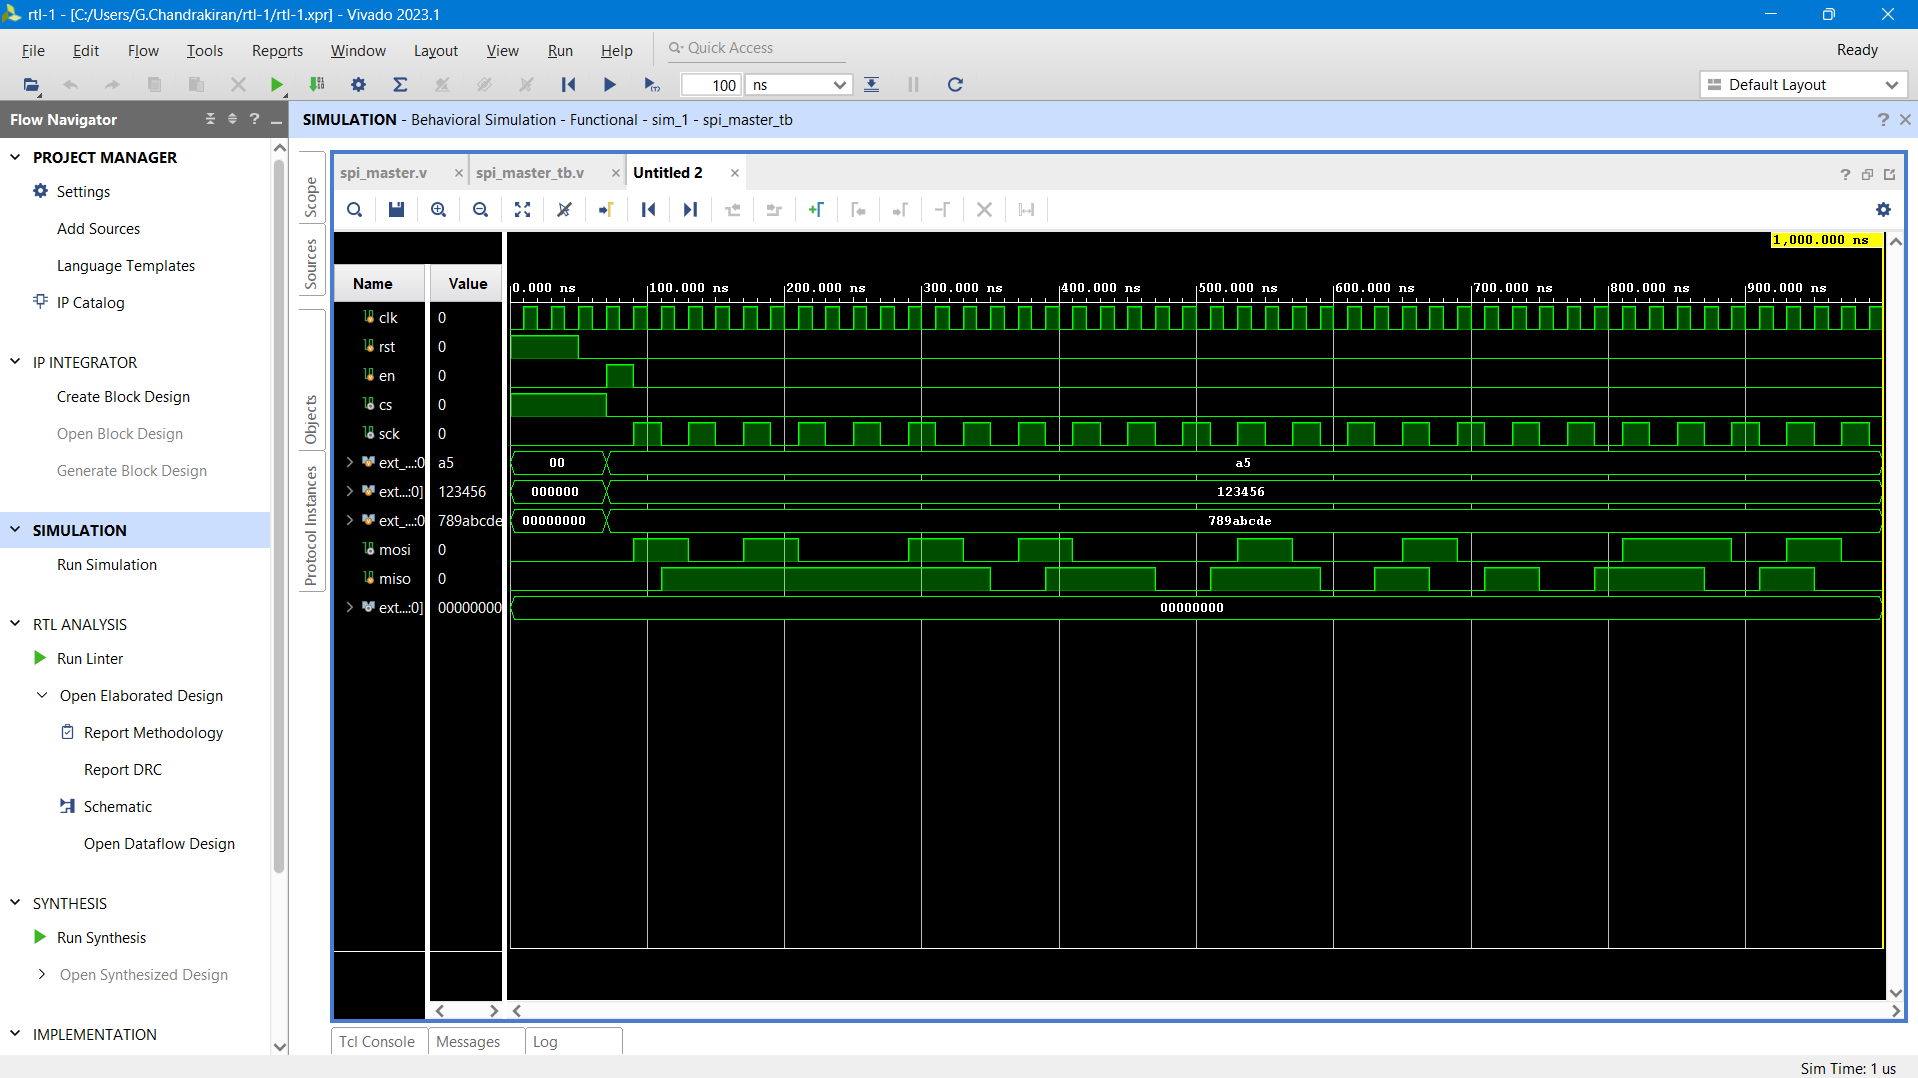 rtl-1 - [C:/Users/G.Chandrakiran/rtl-1/rtl-1.xpr] - Vivado 2023.1
File Edit Flow Tools Reports Window Layout View Run Help Quick Access Ready
100 ns Default Layout
Flow Navigator
SIMULATION - Behavioral Simulation - Functional - sim_1 - spi_master_tb
PROJECT MANAGER
Settings
Add Sources
Language Templates
IP Catalog
IP INTEGRATOR
Create Block Design
Open Block Design
Generate Block Design
SIMULATION
Run Simulation
RTL ANALYSIS
Run Linter
Open Elaborated Design
Report Methodology
Report DRC
Schematic
Open Dataflow Design
SYNTHESIS
Run Synthesis
Open Synthesized Design
IMPLEMENTATION
Scope
Sources
Objects
Protocol Instances
spi_master.v spi_master_tb.v Untitled 2
1,000.000 ns
Name Value
0.000 ns 100.000 ns 200.000 ns 300.000 ns 400.000 ns 500.000 ns 600.000 ns 700.000 ns 800.000 ns 900.000 ns
clk 0
rst 0
en 0
cs 0
sck 0
ext_...:0 a5 00 a5
ext...:0] 123456 000000 123456
ext_...:0 789abcde 00000000 789abcde
mosi 0
miso 0
ext...:0] 00000000 00000000
Tcl Console Messages Log
Sim Time: 1 us